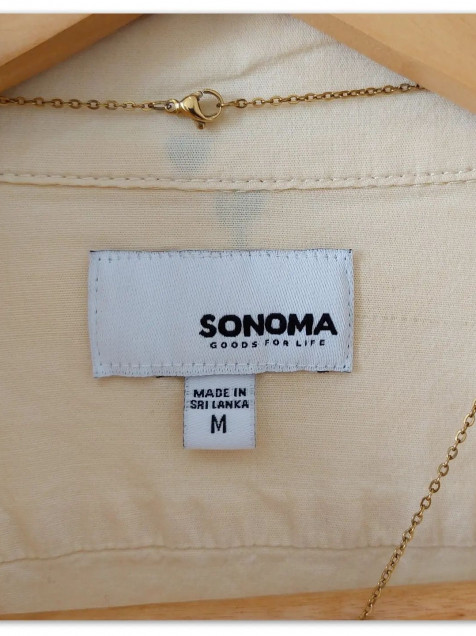 SONOMA
GOODS FOR LIFE
MADE IN
SRI LANKA
M